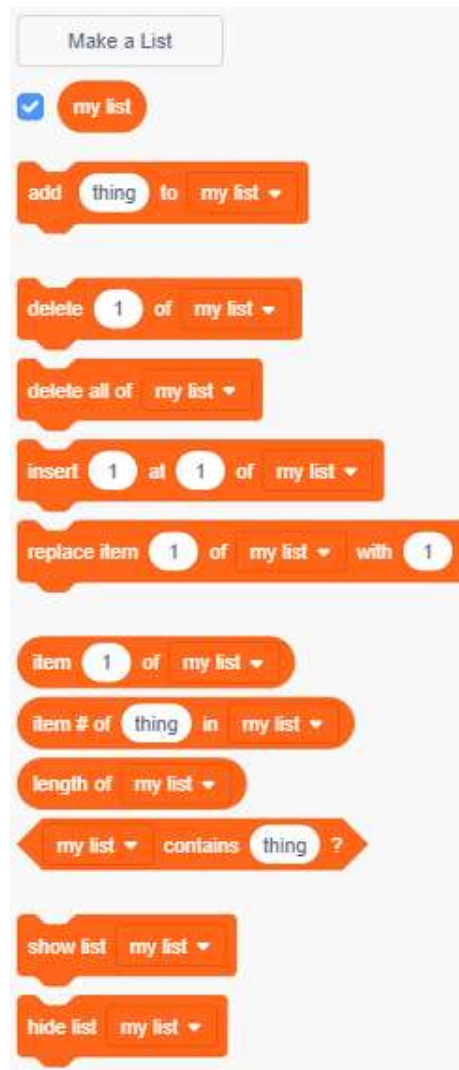 Make a List
my list
add thing to my list
delete 1 of my list
delete all of my list
insert 1 at 1 of my list
replace item 1 of my list with 1
item 1 of my list
item # of thing in my list
length of my list
my list contains thing ?
show list my list
hide list my list